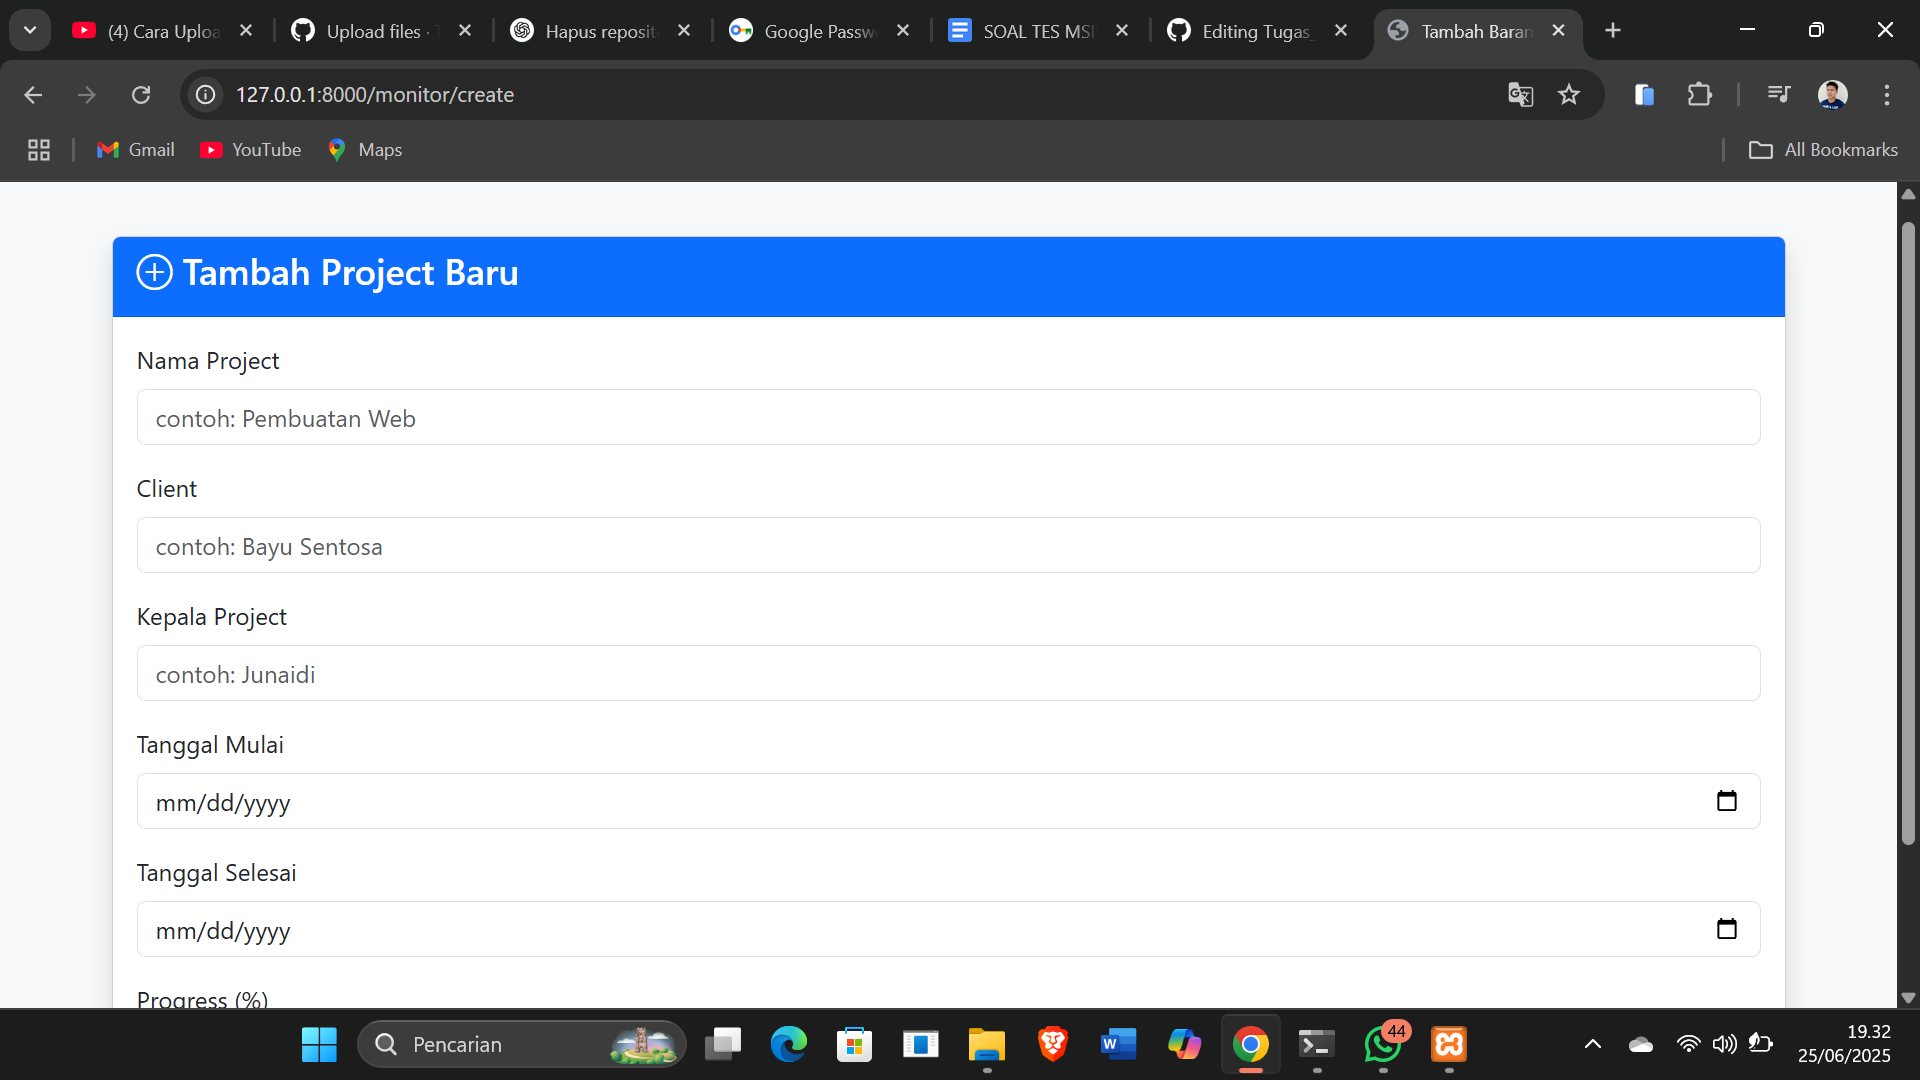 (4) Cara Uploa
Upload files ·
Hapus reposit
Google Passw
SOAL TES MS
Editing Tugas_
Tambah Baran
127.0.0.1:8000/monitor/create
Gmail
YouTube
Maps
All Bookmarks
Tambah Project Baru
Nama Project
contoh: Pembuatan Web
Client
contoh: Bayu Sentosa
Kepala Project
contoh: Junaidi
Tanggal Mulai
mm/dd/yyyy
Tanggal Selesai
mm/dd/yyyy
Progress (%)
Pencarian
44
19.32
25/06/2025